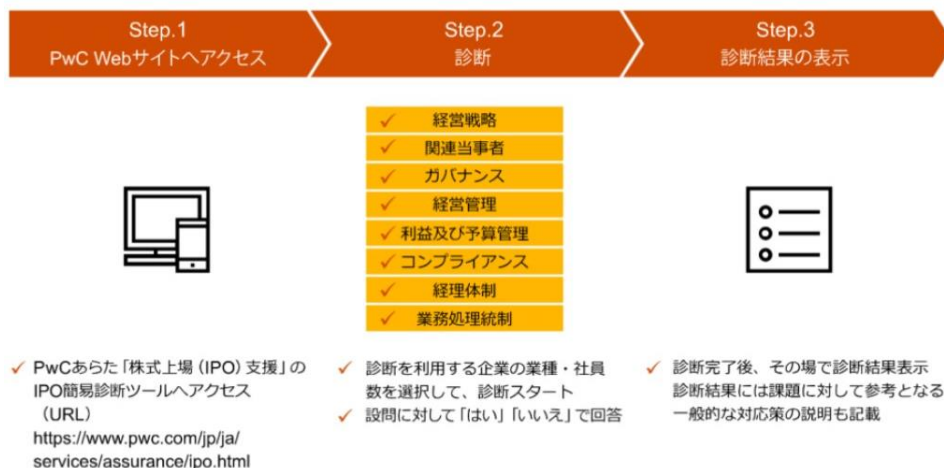 Step.1
PwC Webサイトへアクセス
Step.2
診断
Step.3
診断結果の表示
経営戦略
関連当事者
ガバナンス
経営管理
利益及び予算管理
コンプライアンス
経理体制
業務処理統制
PwCあらた「株式上場（IPO）支援」の
IPO簡易診断ツールへアクセス
（URL）
https://www.pwc.com/jp/ja/
services/assurance/ipo.html
診断を利用する企業の業種・社員
数を選択して、診断スタート
設問に対して「はい」「いいえ」で回答
診断完了後、その場で診断結果表示
診断結果には課題に対して参考となる
一般的な対応策の説明も記載